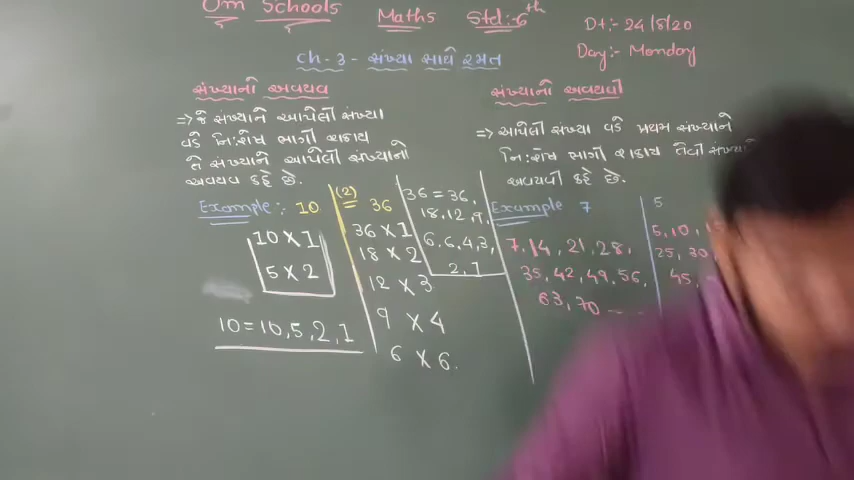 Om Schools
Maths
Std:-6th
Dt:- 24/8/20
Day:- Monday
Ch-3- સંખ્યા સાથે રમત
સંખ્યાની અવયવ
=> જે સંખ્યાને આપેલી સંખ્યા
વડે નિ:શેષ ભાગી શકાય
તે સંખ્યાને આપેલી સંખ્યાનો
અવયવ કહે છે.
Example : 10
10 X 1
5 X 2
10 = 10, 5, 2, 1
(2) 36
36 X 1
18 X 2
12 X 3
9 X 4
6 X 6.
36 = 36,
18, 12, 9,
6, 6, 4, 3,
2, 1
સંખ્યાની અવયવી
=> આપેલી સંખ્યા વડે પ્રથમ સંખ્યાને
નિ:શેષ ભાગી શકાય તેવી
અવયવી કહે છે.
Example 7
7, 14, 21, 28,
35, 42, 49, 56,
63, 70 - -
5
5, 10,
25, 30
45,